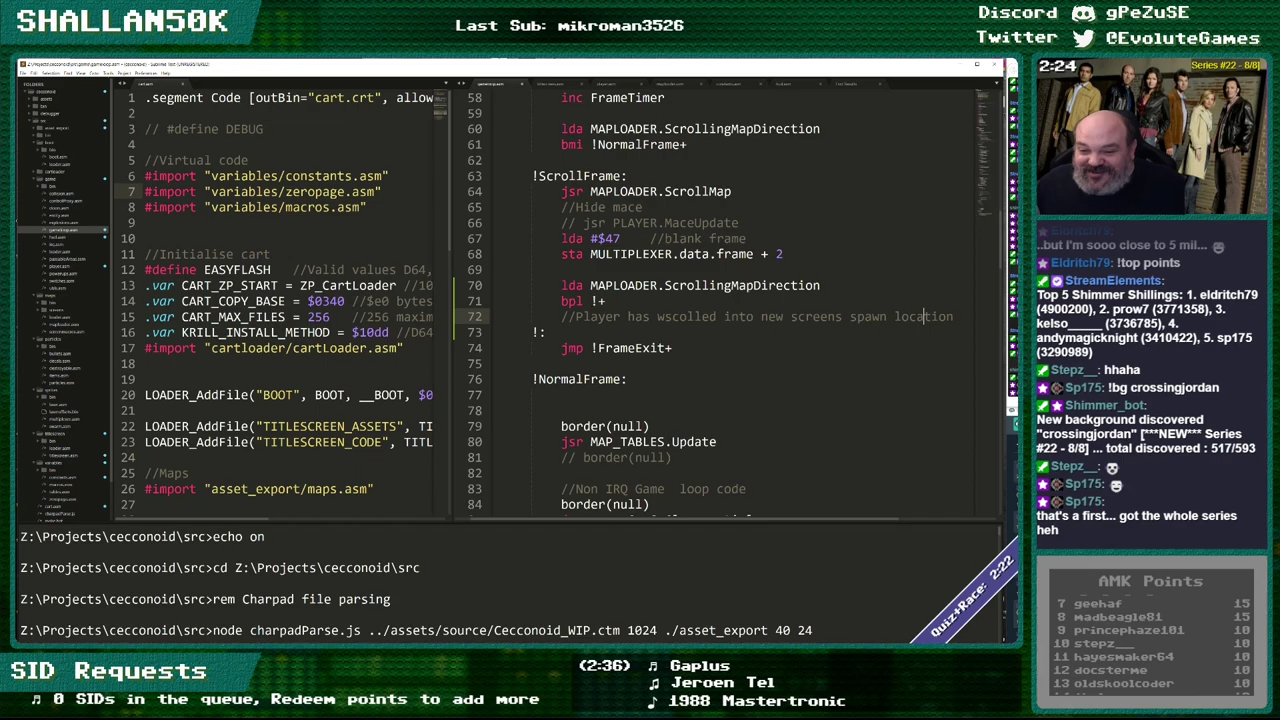 SHALLAN50K
Last Sub: mikroman3526
Discord gPeZuSE
Twitter @EvoluteGames
1 .segment Code [outBin="cart.crt", allow
2
3 // #define DEBUG
4
5 //Virtual code
6 #import "variables/constants.asm"
7 #import "variables/zeropage.asm"
8 #import "variables/macros.asm"
9
10
11 //Initialise cart
12 #define EASYFLASH //Valid values D64,
13 .var CART_ZP_START = ZP_CartLoader //10
14 .var CART_COPY_BASE = $0340 //$e0 bytes
15 .var CART_MAX_FILES = 256 //256 maxim
16 .var KRILL_INSTALL_METHOD = $10dd //D64
17 #import "cartloader/cartLoader.asm"
18
19
20 LOADER_AddFile("BOOT", BOOT, __BOOT, $0
21
22 LOADER_AddFile("TITLESCREEN_ASSETS", TI
23 LOADER_AddFile("TITLESCREEN_CODE", TITL
24
25 //Maps
26 #import "asset_export/maps.asm"
27
58 inc FrameTimer
59
60 lda MAPLOADER.ScrollingMapDirection
61 bmi !NormalFrame+
62
63 !ScrollFrame:
64 jsr MAPLOADER.ScrollMap
65 //Hide mace
66 // jsr PLAYER.MaceUpdate
67 lda #$47 //blank frame
68 sta MULTIPLEXER.data.frame + 2
69
70 lda MAPLOADER.ScrollingMapDirection
71 bpl !+
72 //Player has wscolled into new screens spawn location
73 !:
74 jmp !FrameExit+
75
76 !NormalFrame:
77
78
79 border(null)
80 jsr MAP_TABLES.Update
81 // border(null)
82
83 //Non IRQ Game loop code
84 border(null)
Z:\Projects\cecconoid\src>echo on
Z:\Projects\cecconoid\src>cd Z:\Projects\cecconoid\src
Z:\Projects\cecconoid\src>rem Charpad file parsing
Z:\Projects\cecconoid\src>node charpadParse.js ../assets/source/Cecconoid_WIP.ctm 1024 ./asset_export 40 24
Quiz+Race: 2:22
2:24
Series #22 - 8/8]
Eldritch79:
..but i'm sooo close to 5 mil...
Eldritch79: !top points
StreamElements:
Top 5 Shimmer Shillings: 1. eldritch79
(4900200), 2. prow7 (3771358),
3. kelso_____ (3736785), 4.
andymagicknight (3410422), 5. sp175
(3290989)
Stepz__: hhaha
Sp175: !bg crossingjordan
Shimmer_bot:
New background discovered
"crossingjordan" [***NEW*** Series
#22 - 8/8] ... total discovered : 517/593
Stepz__:
Sp175:
Sp175:
that's a first... got the whole series
heh
AMK Points
7 geehaf 15
8 madbeagle81 15
9 princephaze101 10
10 stepz__ 10
11 hayesmaker64 10
12 docsterme 10
13 oldskoolcoder 10
SID Requests
0 SIDs in the queue, Redeem points to add more
(2:36) Gaplus
Jeroen Tel
1988 Mastertronic